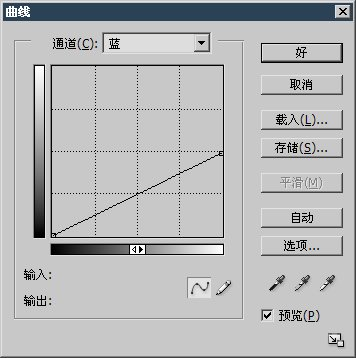 曲线
通道(C): 蓝
好
取消
载入(L)...
存储(S)...
平滑(M)
自动
选项...
输入:
输出:
预览(P)